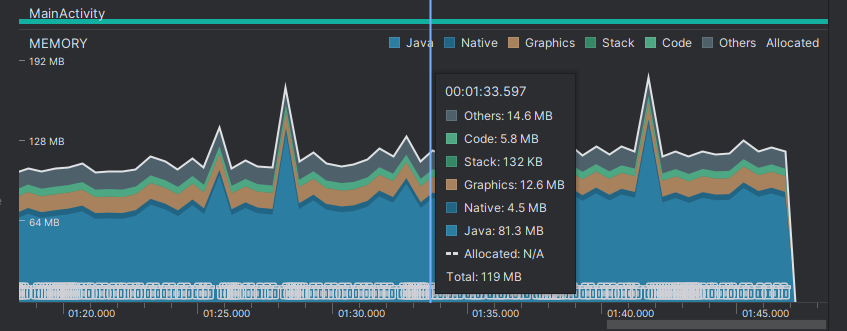 MainActivity
MEMORY Java Native Graphics Stack Code Others Allocated
192 MB
128 MB
64 MB
00:01:33.597
Others: 14.6 MB
Code: 5.8 MB
Stack: 132 KB
Graphics: 12.6 MB
Native: 4.5 MB
Java: 81.3 MB
Allocated: N/A
Total: 119 MB
01:20.000 01:25.000 01:30.000 01:35.000 01:40.000 01:45.000